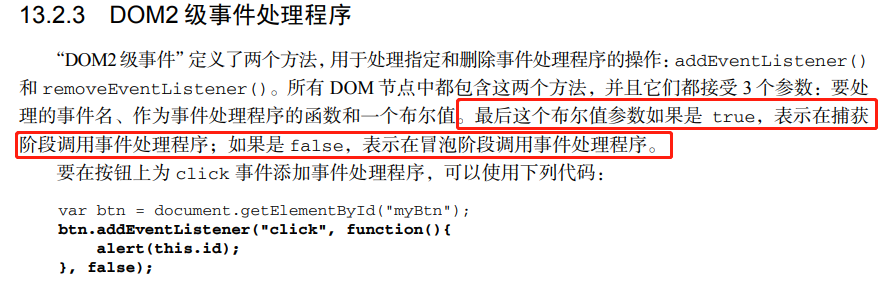 13.2.3 DOM2 级事件处理程序
“DOM2 级事件”定义了两个方法，用于处理指定和删除事件处理程序的操作：addEventListener()
和 removeEventListener()。所有 DOM 节点中都包含这两个方法，并且它们都接受 3 个参数：要处
理的事件名、作为事件处理程序的函数和一个布尔值。最后这个布尔值参数如果是 true，表示在捕获
阶段调用事件处理程序；如果是 false，表示在冒泡阶段调用事件处理程序。
要在按钮上为 click 事件添加事件处理程序，可以使用下列代码：
var btn = document.getElementById("myBtn");
btn.addEventListener("click", function(){
    alert(this.id);
}, false);